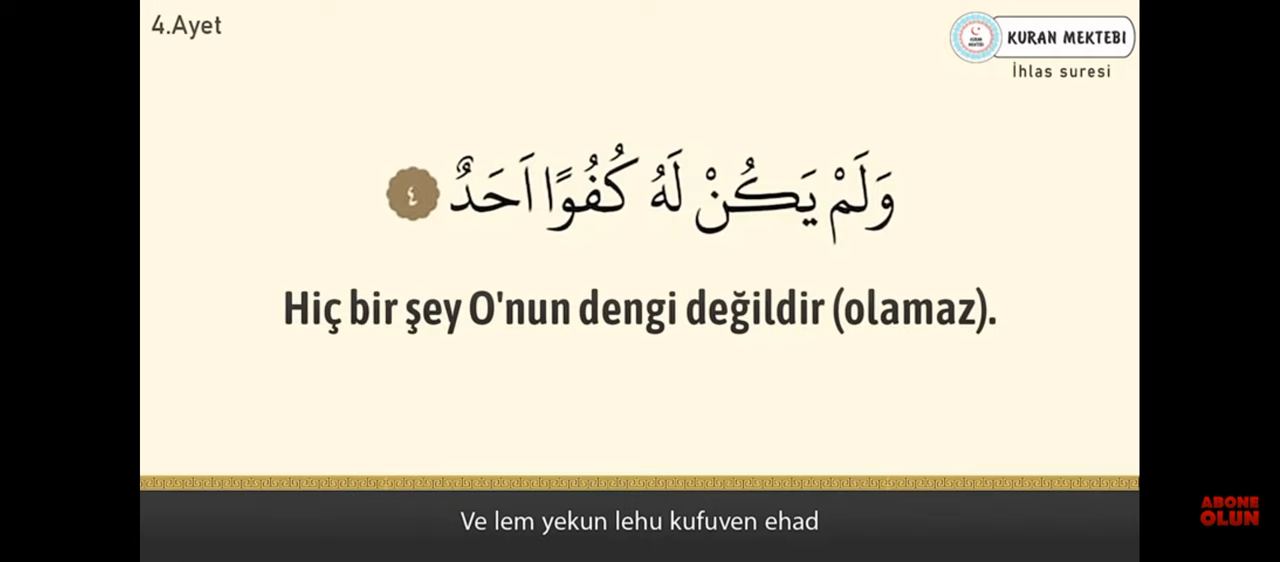 4.Ayet
KURAN MEKTEBI
İhlas suresi
وَلَمْ يَكُنْ لَهُ كُفُوًا اَحَدٌ ٤
Hiç bir şey O'nun dengi değildir (olamaz).
Ve lem yekun lehu kufuven ehad
ABONE
OLUN